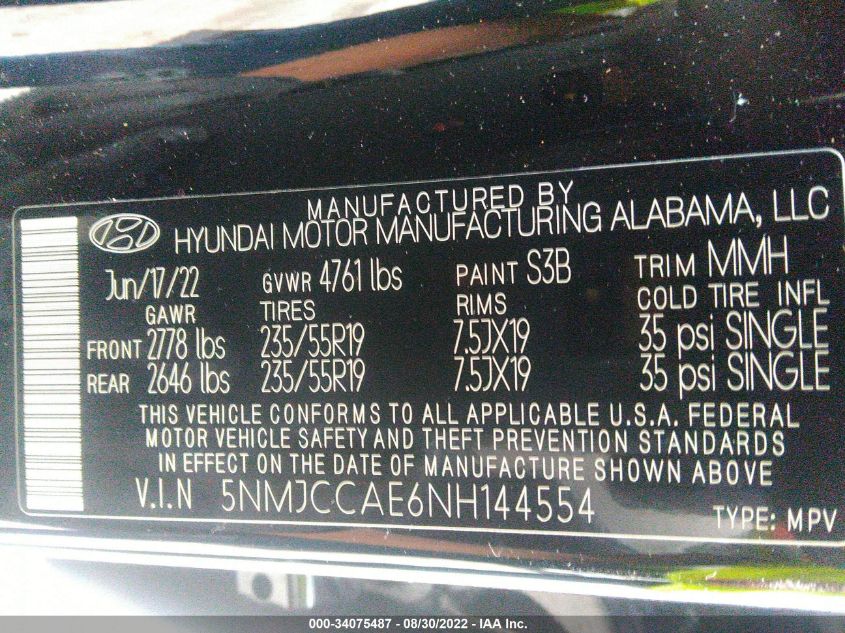 MANUFACTURED BY
HYUNDAI MOTOR MANUFACTURING ALABAMA, LLC
Jun/17/22 GVWR 4761 lbs PAINT S3B TRIM MMH
GAWR TIRES RIMS COLD TIRE INFL
FRONT 2778 lbs 235/55R19 7.5JX19 35 psi SINGLE
REAR 2646 lbs 235/55R19 7.5JX19 35 psi SINGLE
THIS VEHICLE CONFORMS TO ALL APPLICABLE U.S.A. FEDERAL
MOTOR VEHICLE SAFETY AND THEFT PREVENTION STANDARDS
IN EFFECT ON THE DATE OF MANUFACTURE SHOWN ABOVE
V.I.N 5NMJCCAE6NH144554 TYPE: MPV
000-34075487 - 08/30/2022 - IAA Inc.